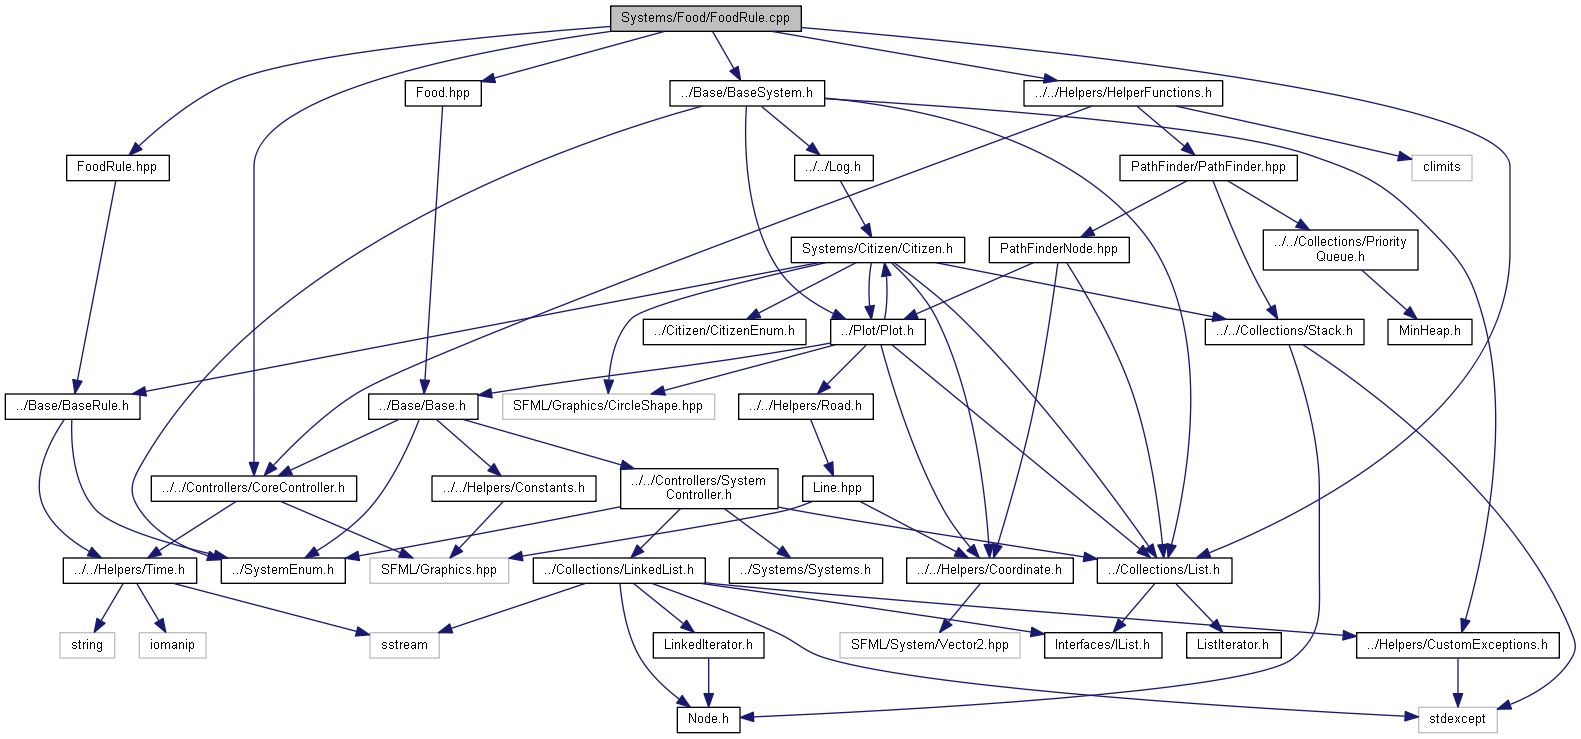 Systems/Food/FoodRule.cpp
Food.hpp
../Base/BaseSystem.h
../../Helpers/HelperFunctions.h
FoodRule.hpp
../../Log.h
PathFinder/PathFinder.hpp
climits
Systems/Citizen/Citizen.h
PathFinderNode.hpp
../../Collections/Priority
Queue.h
../Citizen/CitizenEnum.h
../Plot/Plot.h
../../Collections/Stack.h
MinHeap.h
../Base/BaseRule.h
../Base/Base.h
SFML/Graphics/CircleShape.hpp
../../Helpers/Road.h
../../Controllers/CoreController.h
../../Helpers/Constants.h
../../Controllers/System
Controller.h
Line.hpp
../../Helpers/Time.h
../SystemEnum.h
SFML/Graphics.hpp
../Collections/LinkedList.h
../Systems/Systems.h
../../Helpers/Coordinate.h
../Collections/List.h
string
iomanip
sstream
LinkedIterator.h
SFML/System/Vector2.hpp
Interfaces/IList.h
ListIterator.h
../Helpers/CustomExceptions.h
Node.h
stdexcept